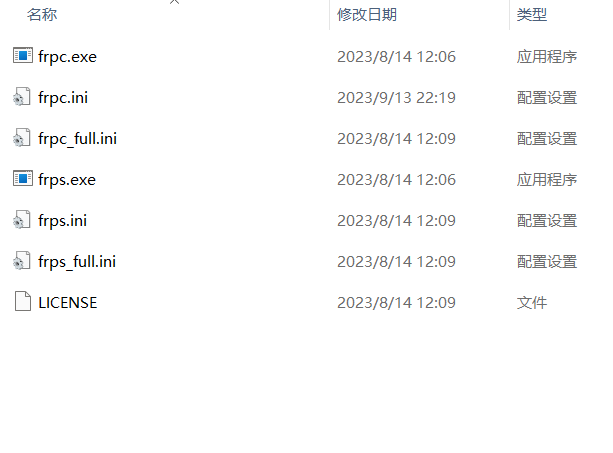 名称 修改日期 类型
frpc.exe 2023/8/14 12:06 应用程序
frpc.ini 2023/9/13 22:19 配置设置
frpc_full.ini 2023/8/14 12:09 配置设置
frps.exe 2023/8/14 12:06 应用程序
frps.ini 2023/8/14 12:09 配置设置
frps_full.ini 2023/8/14 12:09 配置设置
LICENSE 2023/8/14 12:09 文件